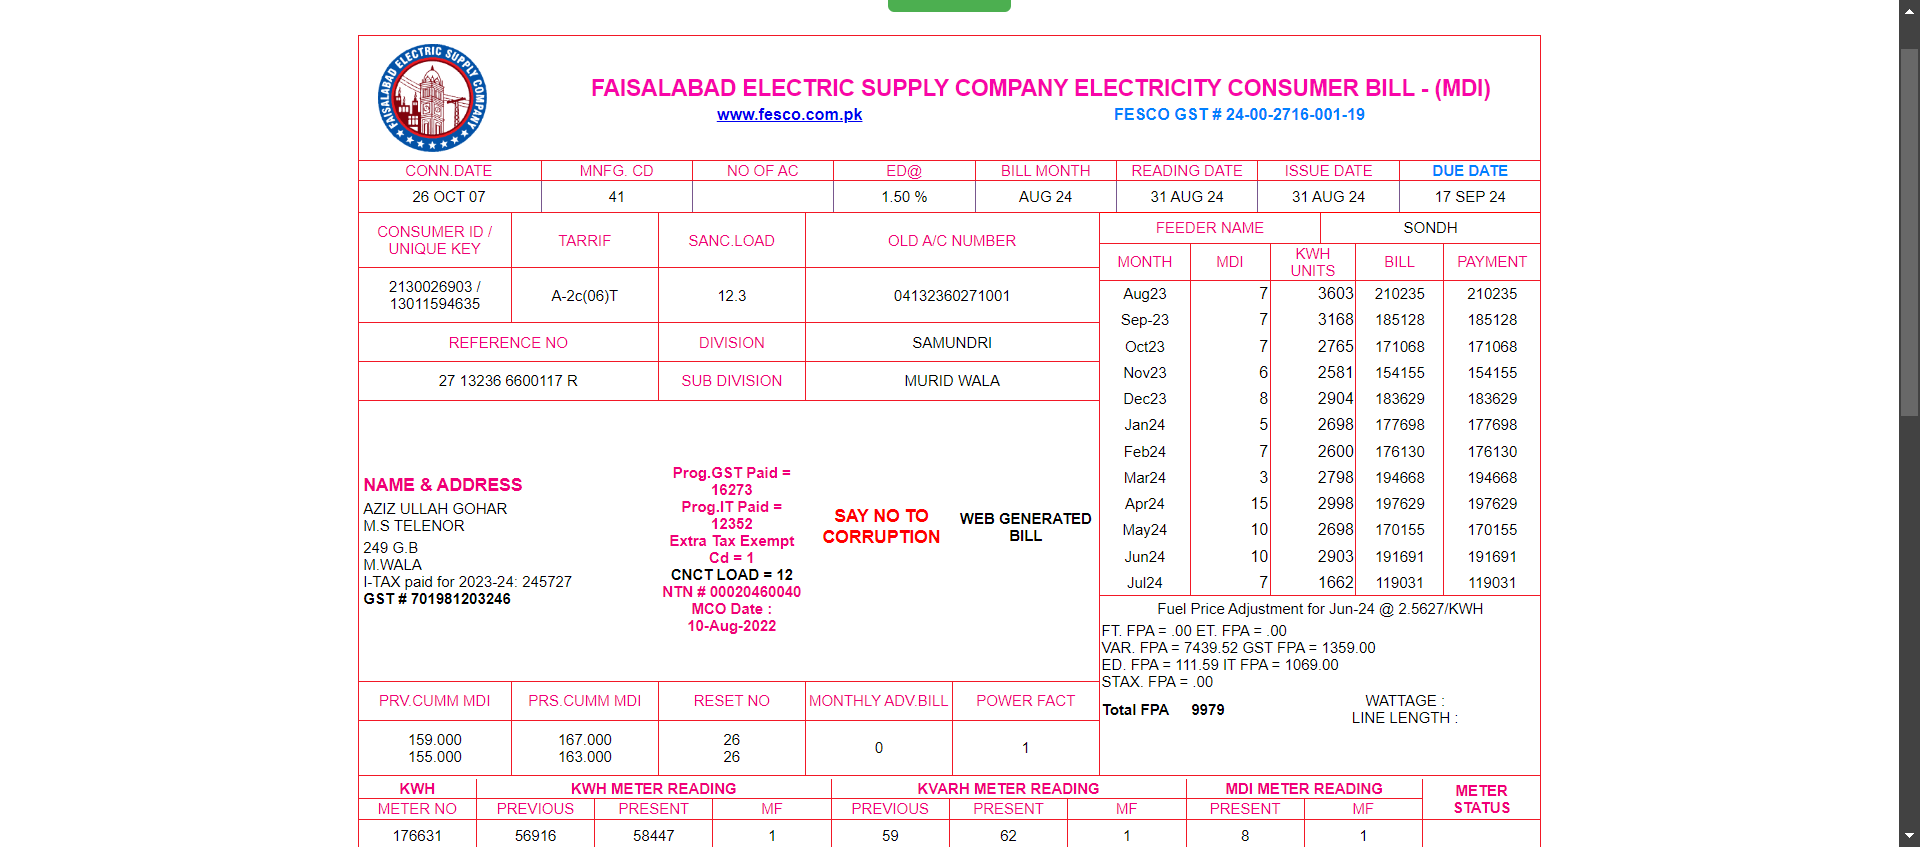 FAISALABAD ELECTRIC SUPPLY COMPANY
FAISALABAD ELECTRIC SUPPLY COMPANY ELECTRICITY CONSUMER BILL - (MDI)
www.fesco.com.pk FESCO GST # 24-00-2716-001-19
CONN.DATE MNFG. CD NO OF AC ED@ BILL MONTH READING DATE ISSUE DATE DUE DATE
26 OCT 07 41 1.50 % AUG 24 31 AUG 24 31 AUG 24 17 SEP 24
CONSUMER ID /
UNIQUE KEY
TARRIF SANC.LOAD OLD A/C NUMBER
2130026903 /
13011594635
A-2c(06)T 12.3 04132360271001
REFERENCE NO DIVISION SAMUNDRI
27 13236 6600117 R SUB DIVISION MURID WALA
FEEDER NAME SONDH
MONTH MDI KWH UNITS BILL PAYMENT
Aug23 7 3603 210235 210235
Sep-23 7 3168 185128 185128
Oct23 7 2765 171068 171068
Nov23 6 2581 154155 154155
Dec23 8 2904 183629 183629
Jan24 5 2698 177698 177698
Feb24 7 2600 176130 176130
Mar24 3 2798 194668 194668
Apr24 15 2998 197629 197629
May24 10 2698 170155 170155
Jun24 10 2903 191691 191691
Jul24 7 1662 119031 119031
NAME & ADDRESS
AZIZ ULLAH GOHAR
M.S TELENOR
249 G.B
M.WALA
I-TAX paid for 2023-24: 245727
GST # 701981203246
Prog.GST Paid =
16273
Prog.IT Paid =
12352
Extra Tax Exempt
Cd = 1
CNCT LOAD = 12
NTN # 00020460040
MCO Date :
10-Aug-2022
SAY NO TO
CORRUPTION
WEB GENERATED
BILL
Fuel Price Adjustment for Jun-24 @ 2.5627/KWH
FT. FPA = .00 ET. FPA = .00
VAR. FPA = 7439.52 GST FPA = 1359.00
ED. FPA = 111.59 IT FPA = 1069.00
STAX. FPA = .00
Total FPA 9979
WATTAGE :
LINE LENGTH :
PRV.CUMM MDI PRS.CUMM MDI RESET NO MONTHLY ADV.BILL POWER FACT
159.000 167.000 26
155.000 163.000 26
0 1
KWH KWH METER READING KVARH METER READING MDI METER READING METER STATUS
METER NO PREVIOUS PRESENT MF PREVIOUS PRESENT MF PRESENT MF
176631 56916 58447 1 59 62 1 8 1